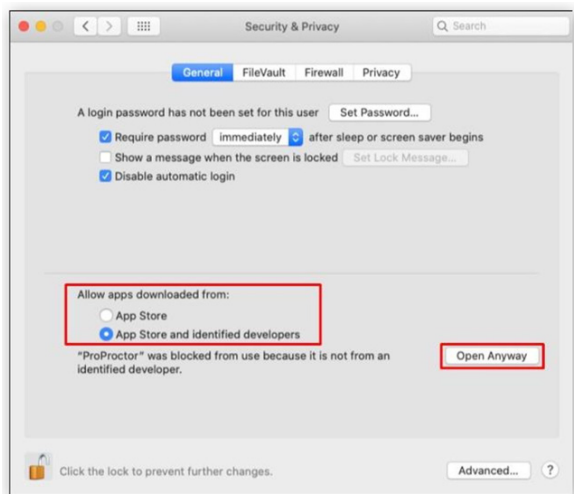 Security & Privacy
Search
General FileVault Firewall Privacy
A login password has not been set for this user Set Password...
Require password immediately after sleep or screen saver begins
Show a message when the screen is locked Set Lock Message...
Disable automatic login
Allow apps downloaded from:
App Store
App Store and identified developers
"ProProctor" was blocked from use because it is not from an Open Anyway
identified developer.
Click the lock to prevent further changes. Advanced... ?